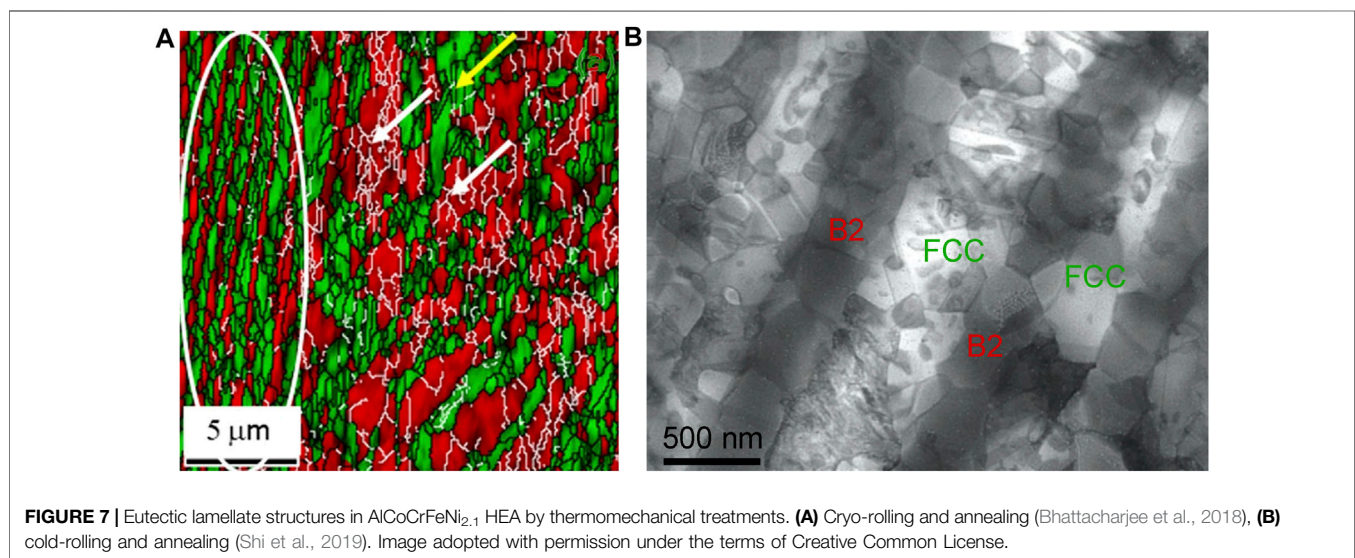 A
B
5 μm
B2
FCC
FCC
B2
500 nm
FIGURE 7 | Eutectic lamellate structures in AlCoCrFeNi2.1 HEA by thermomechanical treatments. (A) Cryo-rolling and annealing (Bhattacharjee et al., 2018), (B)
cold-rolling and annealing (Shi et al., 2019). Image adopted with permission under the terms of Creative Common License.